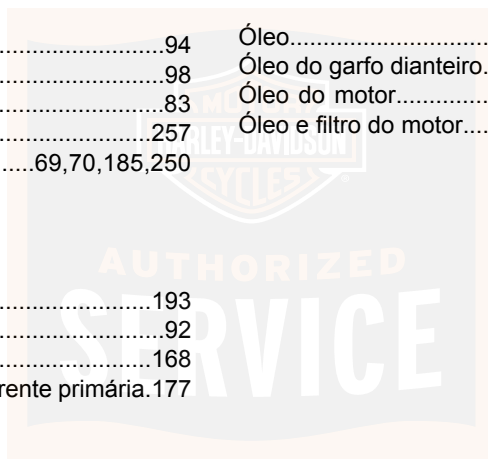 94
98
83
257
69,70,185,250
193
92
168
rente primária.177
Óleo
Óleo do garfo dianteiro.
Óleo do motor
Óleo e filtro do motor
MOTOR
HARLEY-DAVIDSON
CYCLES
AUTHORIZED
SERVICE